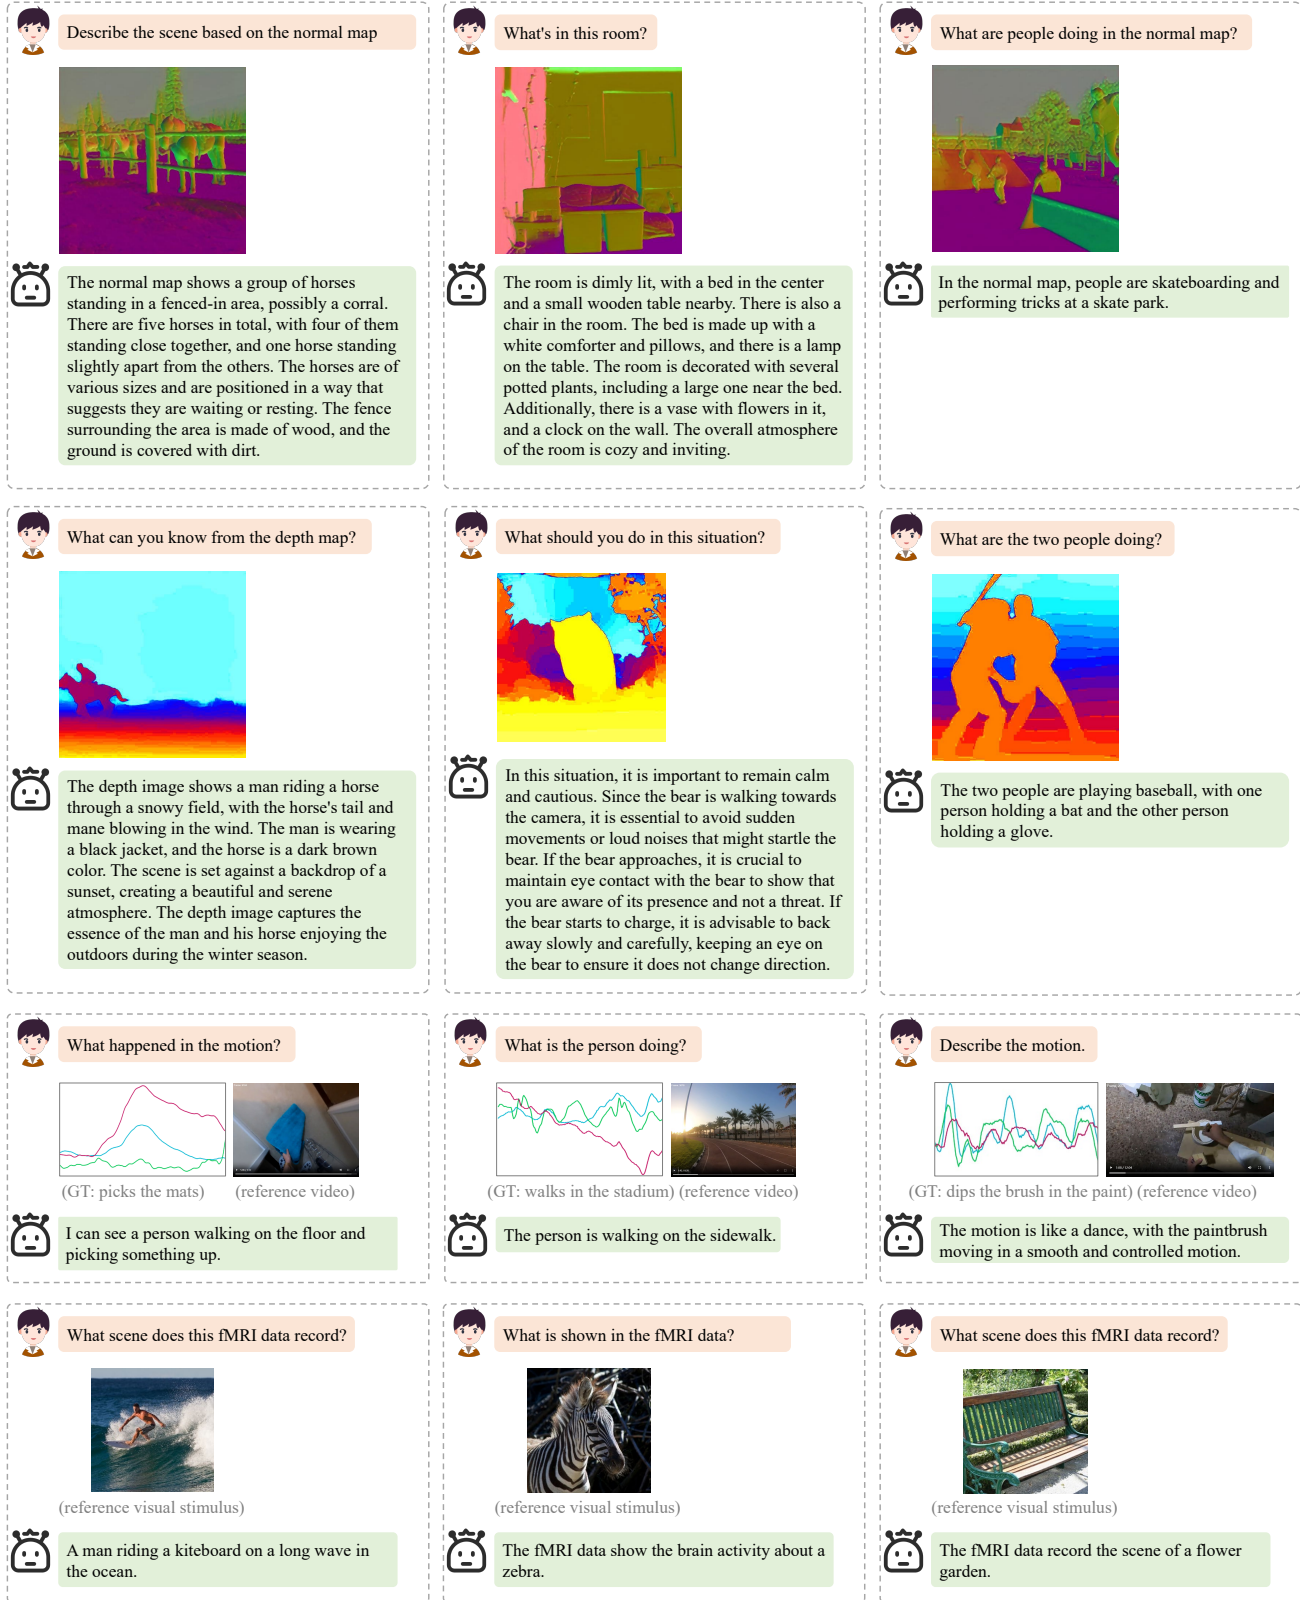 Describe the scene based on the normal map
The normal map shows a group of horses
standing in a fenced-in area, possibly a corral.
There are five horses in total, with four of them
standing close together, and one horse standing
slightly apart from the others. The horses are of
various sizes and are positioned in a way that
suggests they are waiting or resting. The fence
surrounding the area is made of wood, and the
ground is covered with dirt.
What's in this room?
The room is dimly lit, with a bed in the center
and a small wooden table nearby. There is also a
chair in the room. The bed is made up with a
white comforter and pillows, and there is a lamp
on the table. The room is decorated with several
potted plants, including a large one near the bed.
Additionally, there is a vase with flowers in it,
and a clock on the wall. The overall atmosphere
of the room is cozy and inviting.
What are people doing in the normal map?
In the normal map, people are skateboarding and
performing tricks at a skate park.
What can you know from the depth map?
The depth image shows a man riding a horse
through a snowy field, with the horse's tail and
mane blowing in the wind. The man is wearing
a black jacket, and the horse is a dark brown
color. The scene is set against a backdrop of a
sunset, creating a beautiful and serene
atmosphere. The depth image captures the
essence of the man and his horse enjoying the
outdoors during the winter season.
What should you do in this situation?
In this situation, it is important to remain calm
and cautious. Since the bear is walking towards
the camera, it is essential to avoid sudden
movements or loud noises that might startle the
bear. If the bear approaches, it is crucial to
maintain eye contact with the bear to show that
you are aware of its presence and not a threat. If
the bear starts to charge, it is advisable to back
away slowly and carefully, keeping an eye on
the bear to ensure it does not change direction.
What are the two people doing?
The two people are playing baseball, with one
person holding a bat and the other person
holding a glove.
What happened in the motion?
(GT: picks the mats)
(reference video)
I can see a person walking on the floor and
picking something up.
What is the person doing?
(GT: walks in the stadium) (reference video)
The person is walking on the sidewalk.
Describe the motion.
(GT: dips the brush in the paint) (reference video)
The motion is like a dance, with the paintbrush
moving in a smooth and controlled motion.
What scene does this fMRI data record?
(reference visual stimulus)
A man riding a kiteboard on a long wave in
the ocean.
What is shown in the fMRI data?
(reference visual stimulus)
The fMRI data show the brain activity about a
zebra.
What scene does this fMRI data record?
(reference visual stimulus)
The fMRI data record the scene of a flower
garden.